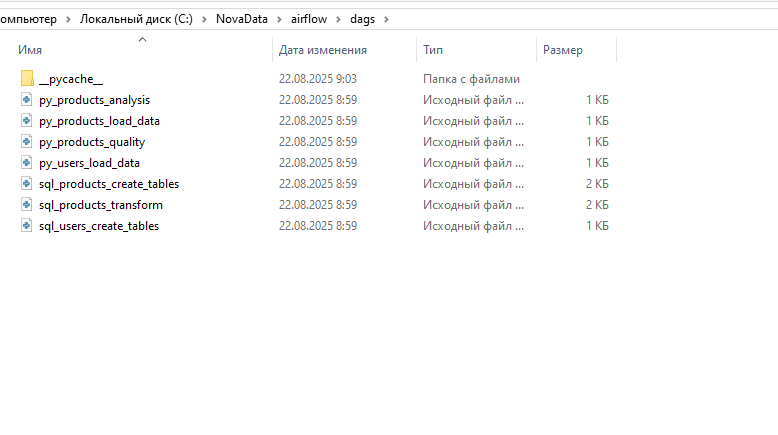 омпьютер > Локальный диск (C:) > NovaData > airflow > dags >
Имя Дата изменения Тип Размер
__pycache__ 22.08.2025 9:03 Папка с файлами
py_products_analysis 22.08.2025 8:59 Исходный файл ... 1 КБ
py_products_load_data 22.08.2025 8:59 Исходный файл ... 1 КБ
py_products_quality 22.08.2025 8:59 Исходный файл ... 1 КБ
py_users_load_data 22.08.2025 8:59 Исходный файл ... 1 КБ
sql_products_create_tables 22.08.2025 8:59 Исходный файл ... 2 КБ
sql_products_transform 22.08.2025 8:59 Исходный файл ... 2 КБ
sql_users_create_tables 22.08.2025 8:59 Исходный файл ... 1 КБ